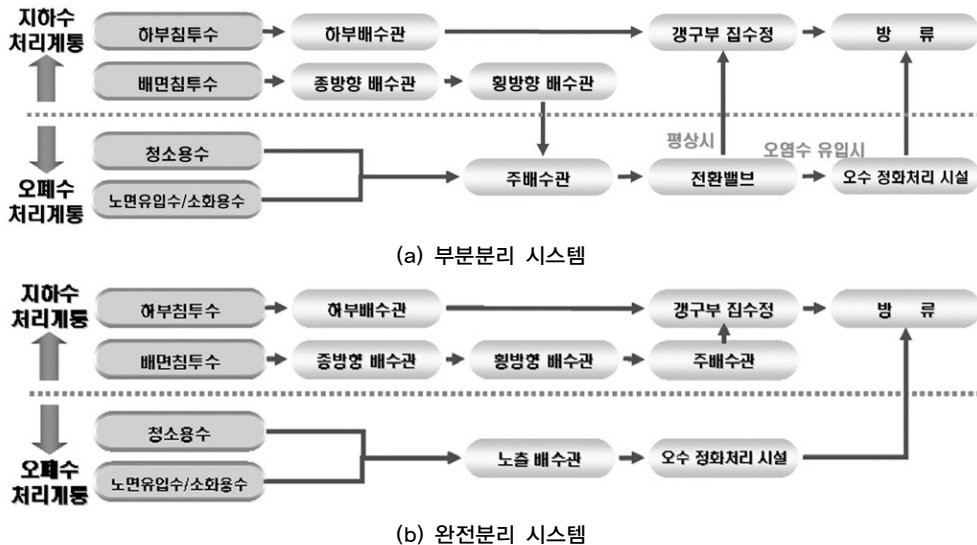 지하수
처리계통
하부침투수
하부배수관
갱구부 집수정
방 류
배면침투수
종방향 배수관
횡방향 배수관
오폐수
처리계통
청소용수
노면유입수/소화용수
주배수관
평상시
전환밸브
오염수 유입시
오수 정화처리 시설
(a) 부분분리 시스템
지하수
처리계통
하부침투수
하부배수관
갱구부 집수정
방 류
배면침투수
종방향 배수관
횡방향 배수관
주배수관
오폐수
처리계통
청소용수
노면유입수/소화용수
노출 배수관
오수 정화처리 시설
(b) 완전분리 시스템